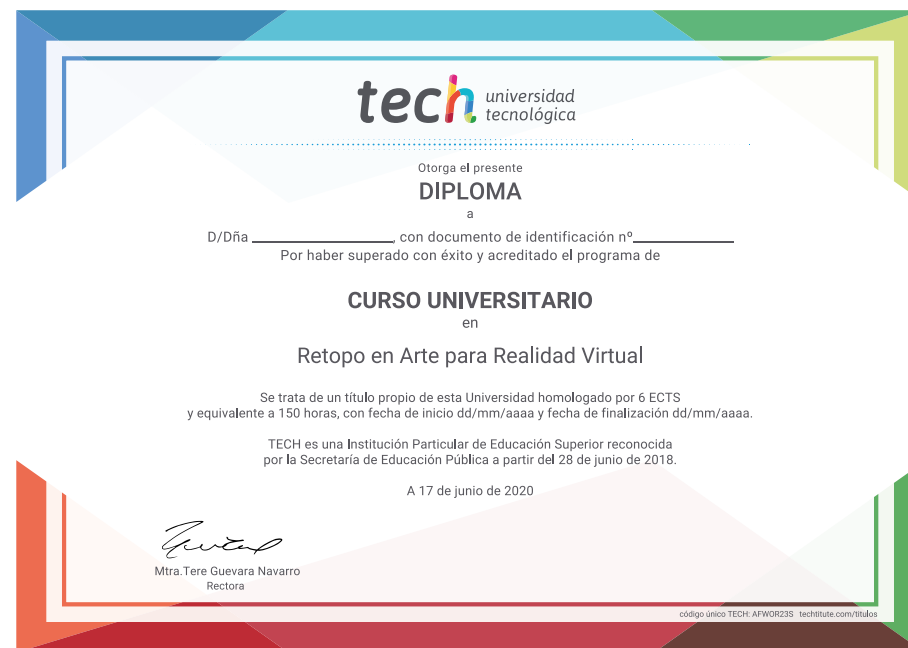 tech universidad
tecnológica
Otorga el presente
DIPLOMA
a
D/Dña ____________________, con documento de identificación nº______________
Por haber superado con éxito y acreditado el programa de
CURSO UNIVERSITARIO
en
Retopo en Arte para Realidad Virtual
Se trata de un título propio de esta Universidad homologado por 6 ECTS
y equivalente a 150 horas, con fecha de inicio dd/mm/aaaa y fecha de finalización dd/mm/aaaa.
TECH es una Institución Particular de Educación Superior reconocida
por la Secretaría de Educación Pública a partir del 28 de junio de 2018.
A 17 de junio de 2020
Mtra.Tere Guevara Navarro
Rectora
código único TECH: AFWOR23S techtitute.com/titulos